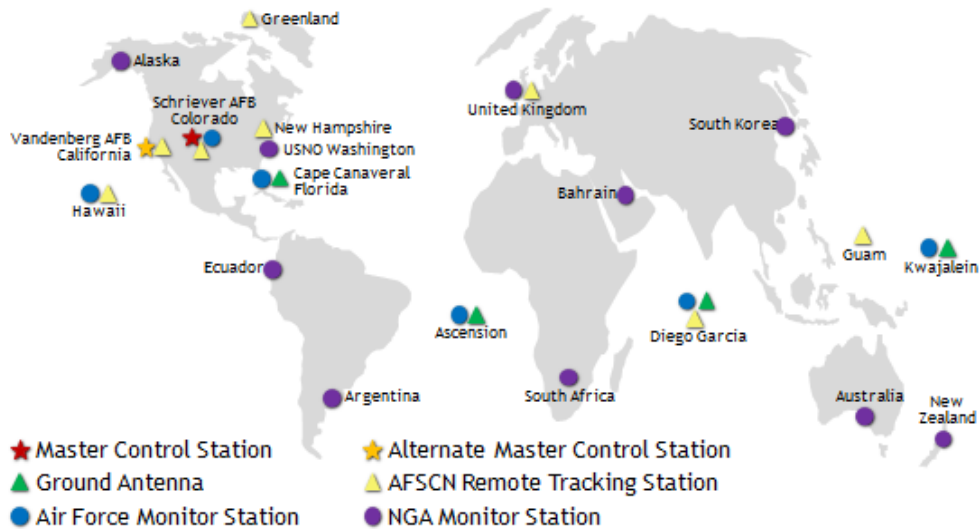 Greenland
Alaska
Schriever AFB
Colorado
Vandenberg AFB
California
New Hampshire
USNO Washington
Cape Canaveral
Florida
Hawaii
United Kingdom
South Korea
Bahrain
Guam
Kwajalein
Ecuador
Ascension
Diego Garcia
Argentina
South Africa
Australia
New
Zealand
Master Control Station
Alternate Master Control Station
Ground Antenna
AFSCN Remote Tracking Station
Air Force Monitor Station
NGA Monitor Station